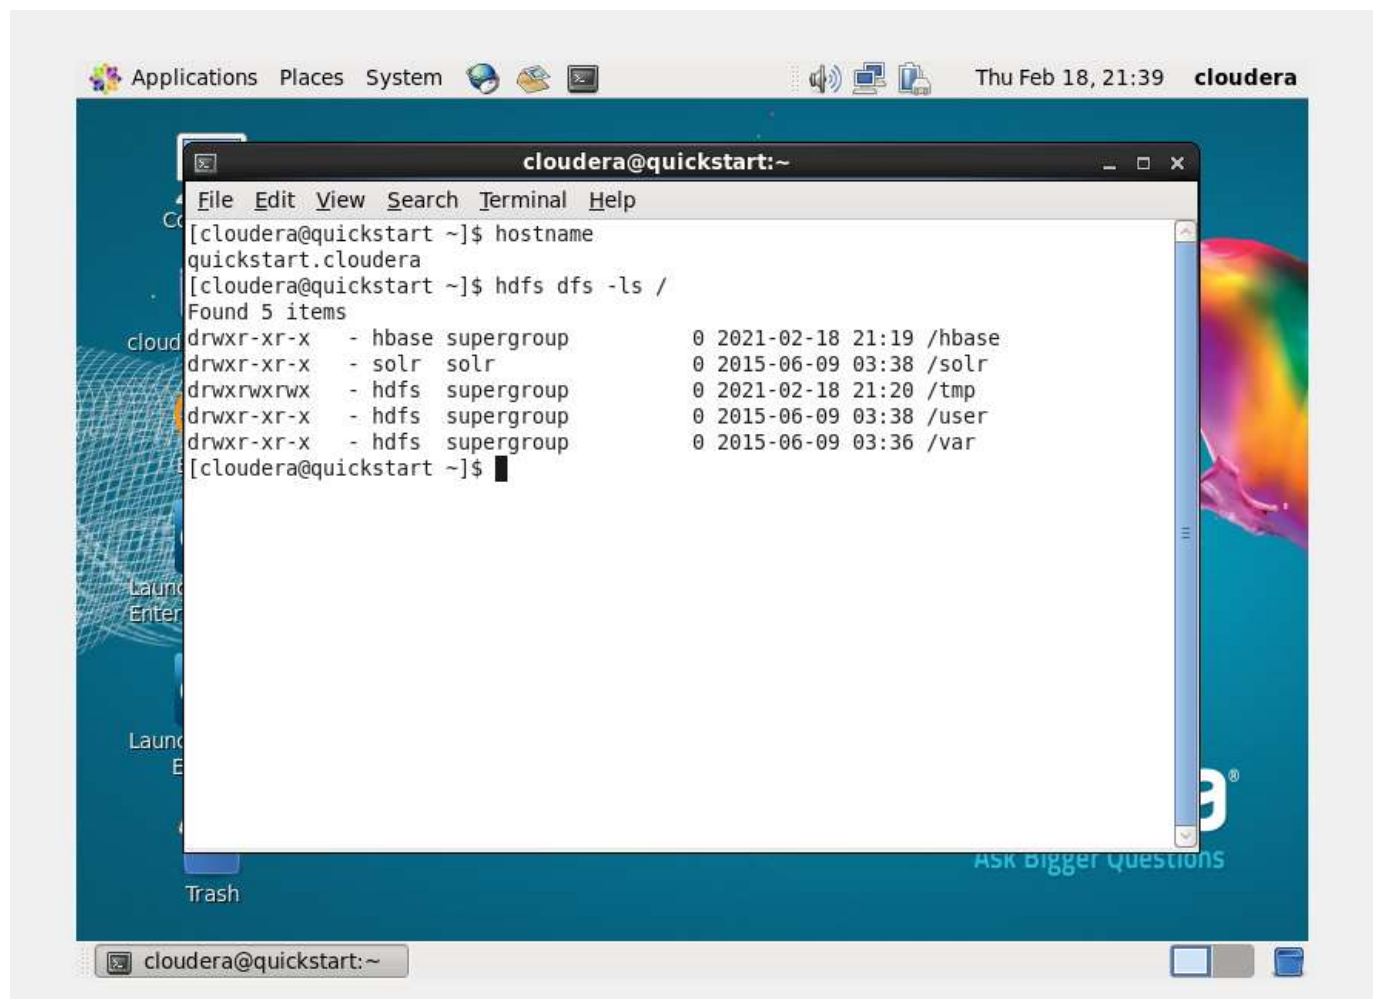 Applications Places System Thu Feb 18, 21:39 cloudera
cloudera@quickstart:~
File Edit View Search Terminal Help
[cloudera@quickstart ~]$ hostname
quickstart.cloudera
[cloudera@quickstart ~]$ hdfs dfs -ls /
Found 5 items
drwxr-xr-x   - hbase supergroup          0 2021-02-18 21:19 /hbase
drwxr-xr-x   - solr  solr                0 2015-06-09 03:38 /solr
drwxrwxrwx   - hdfs  supergroup          0 2021-02-18 21:20 /tmp
drwxr-xr-x   - hdfs  supergroup          0 2015-06-09 03:38 /user
drwxr-xr-x   - hdfs  supergroup          0 2015-06-09 03:36 /var
[cloudera@quickstart ~]$
Ask Bigger Questions
Trash
cloudera@quickstart:~